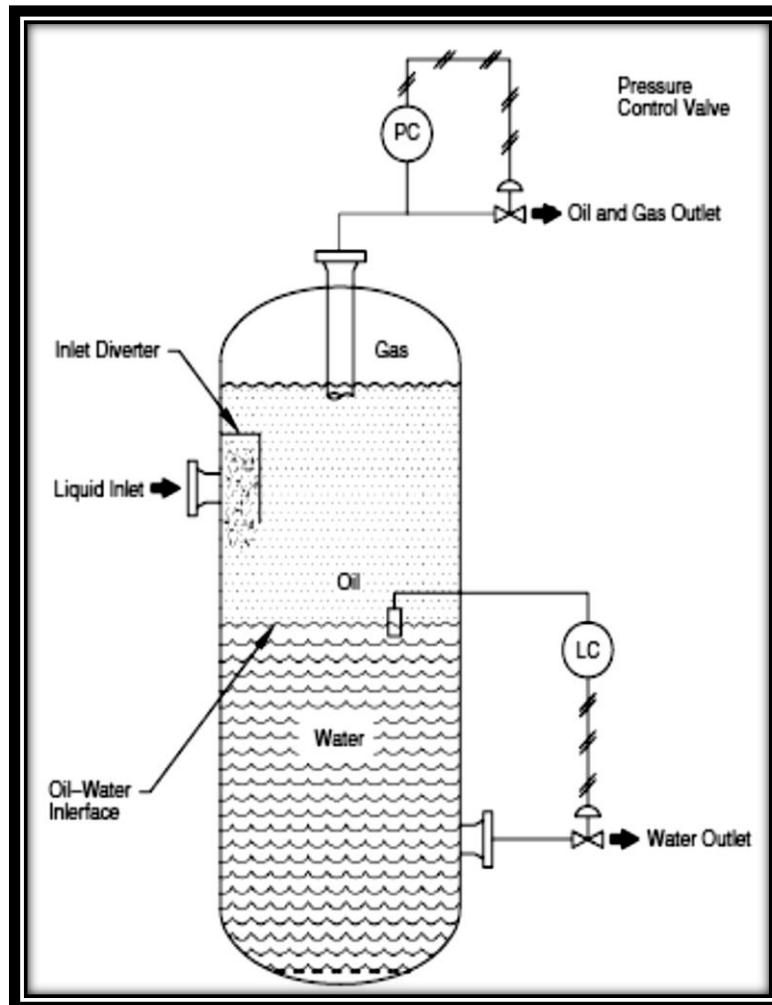 Pressure
Control Valve
PC
Oil and Gas Outlet
Inlet Diverter
Gas
Liquid Inlet
Oil
LC
Water
Oil–Water
Inlerface
Water Outlet